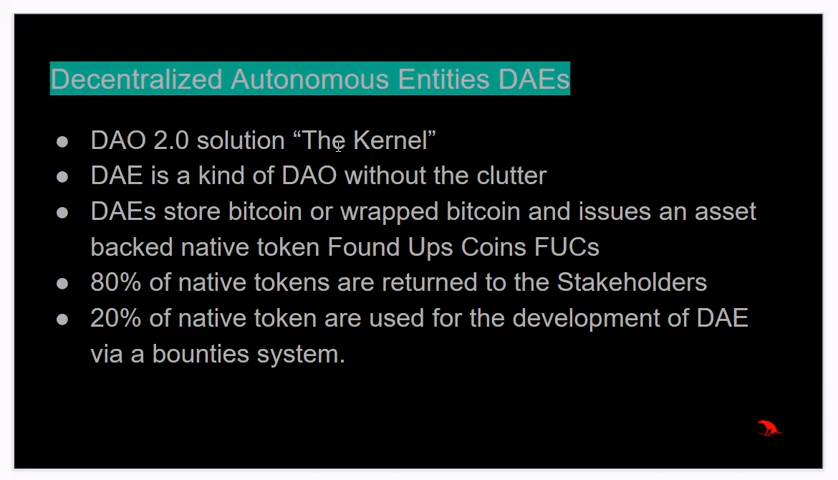 Decentralized Autonomous Entities DAEs
● DAO 2.0 solution “The Kernel”
● DAE is a kind of DAO without the clutter
● DAEs store bitcoin or wrapped bitcoin and issues an asset
backed native token Found Ups Coins FUCs
● 80% of native tokens are returned to the Stakeholders
● 20% of native token are used for the development of DAE
via a bounties system.